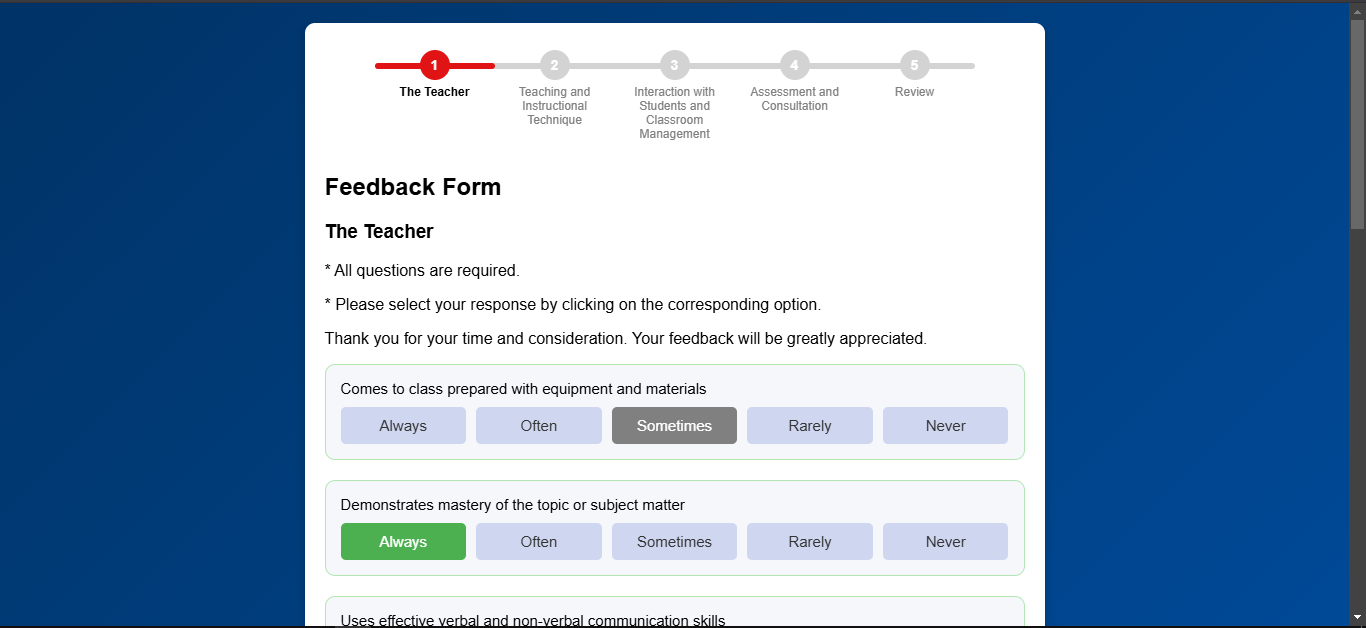 1
2
3
4
5
The Teacher
Teaching and
Instructional
Technique
Interaction with
Students and
Classroom
Management
Assessment and
Consultation
Review
Feedback Form
The Teacher
* All questions are required.
* Please select your response by clicking on the corresponding option.
Thank you for your time and consideration. Your feedback will be greatly appreciated.
Comes to class prepared with equipment and materials
Always Often Sometimes Rarely Never
Demonstrates mastery of the topic or subject matter
Always Often Sometimes Rarely Never
Uses effective verbal and non-verbal communication skills